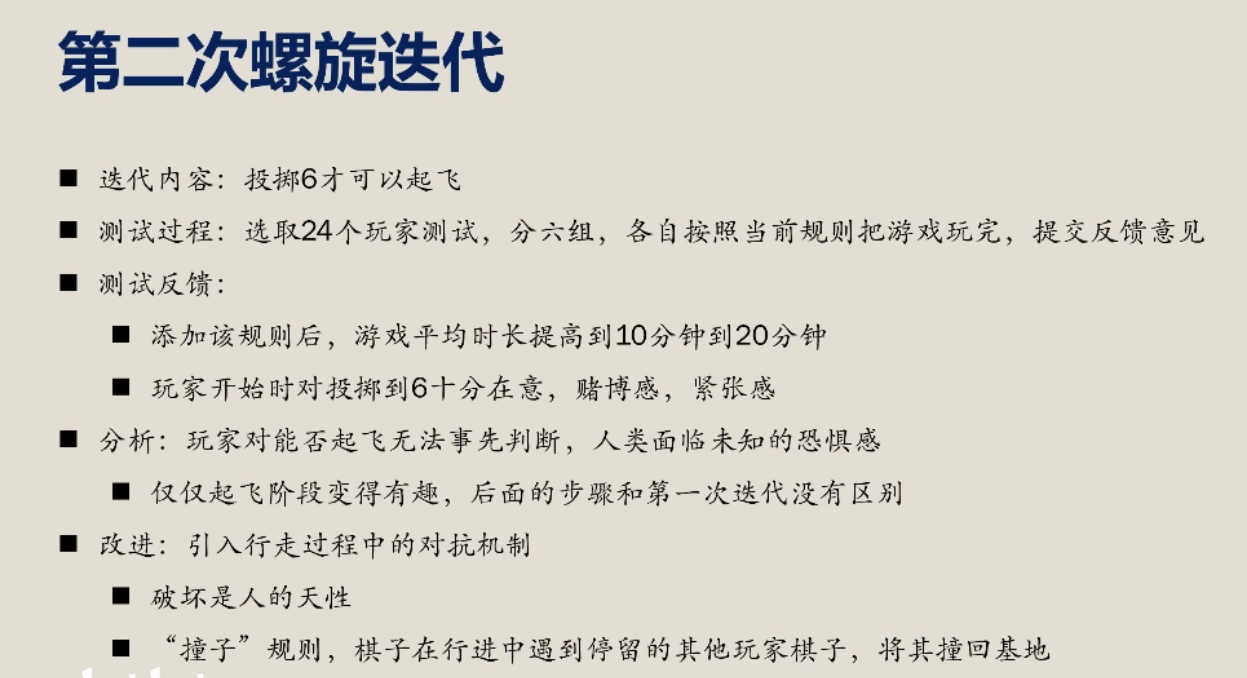 第二次螺旋迭代
■ 迭代内容：投掷6才可以起飞
■ 测试过程：选取24个玩家测试，分六组，各自按照当前规则把游戏玩完，提交反馈意见
■ 测试反馈：
■ 添加该规则后，游戏平均时长提高到10分钟到20分钟
■ 玩家开始时对投掷到6十分在意，赌博感，紧张感
■ 分析：玩家对能否起飞无法事先判断，人类面临未知的恐惧感
■ 仅仅起飞阶段变得有趣，后面的步骤和第一次迭代没有区别
■ 改进：引入行走过程中的对抗机制
■ 破坏是人的天性
■ “撞子”规则，棋子在行进中遇到停留的其他玩家棋子，将其撞回基地